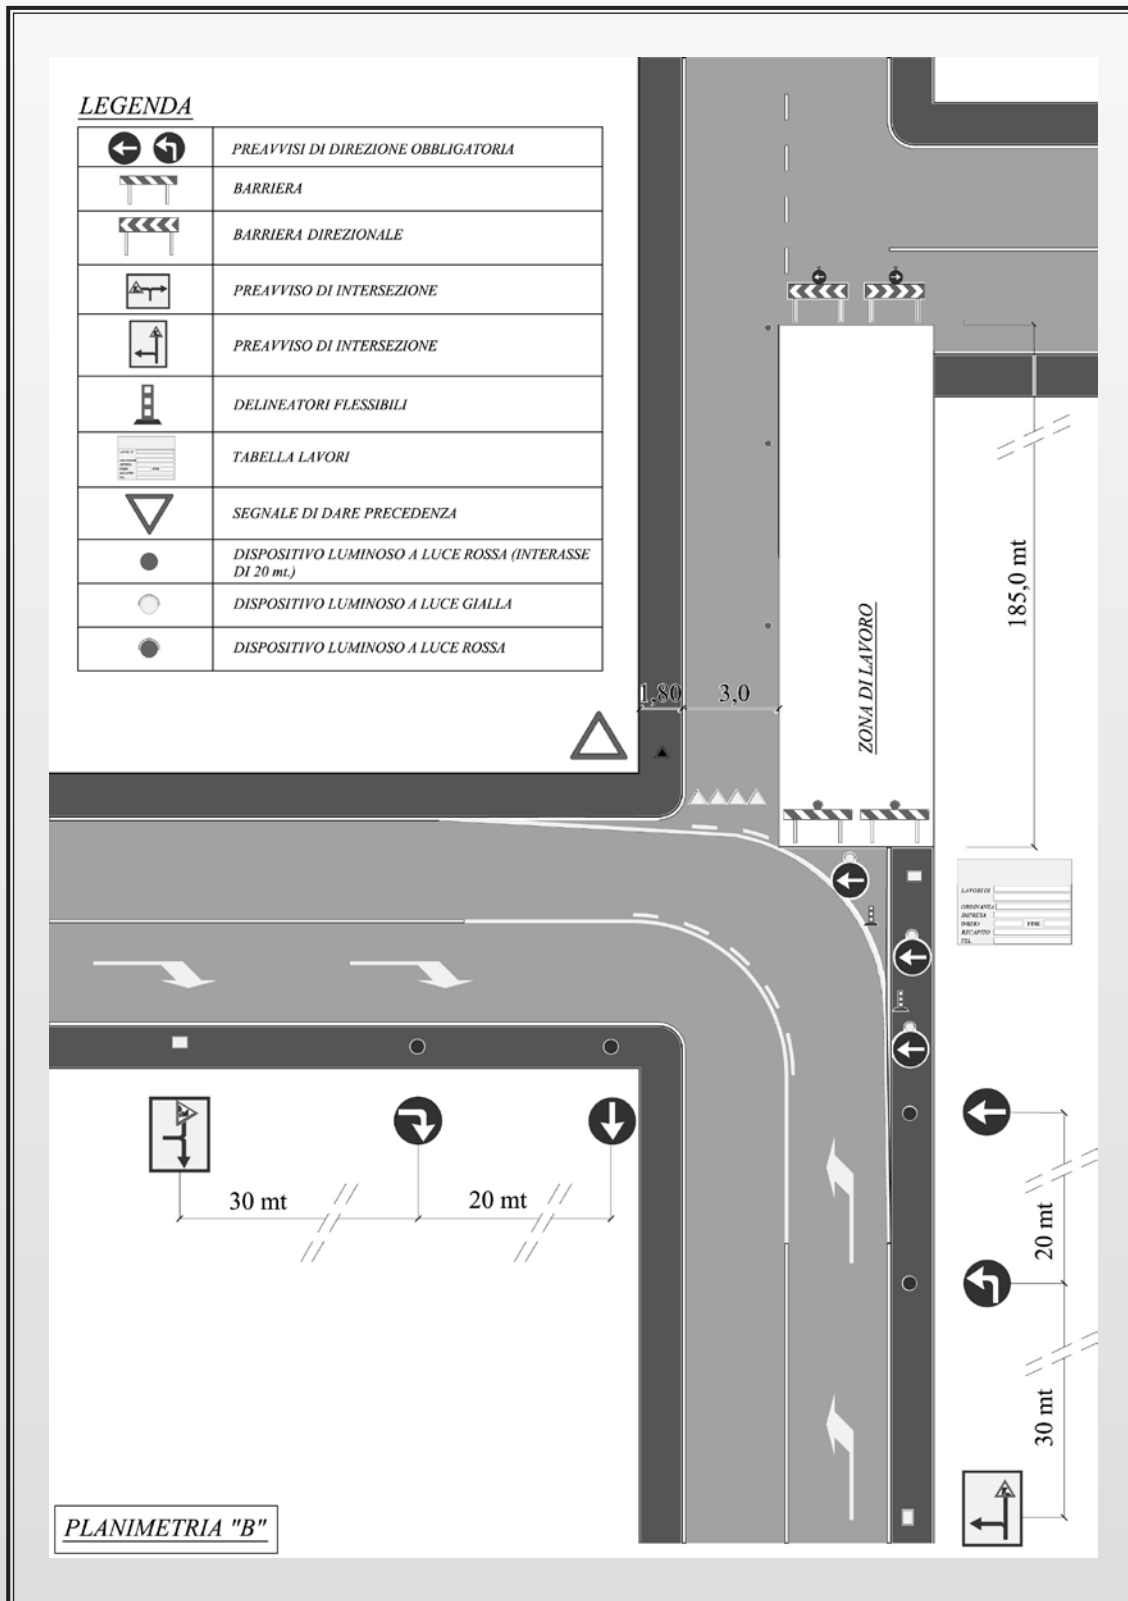 LEGENDA
PREAVVISI DI DIREZIONE OBBLIGATORIA
BARRIERA
BARRIERA DIREZIONALE
PREAVVISO DI INTERSEZIONE
PREAVVISO DI INTERSEZIONE
DELINEATORI FLESSIBILI
TABELLA LAVORI
SEGNALE DI DARE PRECEDENZA
DISPOSITIVO LUMINOSO A LUCE ROSSA (INTERASSE
DI 20 mt.)
DISPOSITIVO LUMINOSO A LUCE GIALLA
DISPOSITIVO LUMINOSO A LUCE ROSSA
185,0 mt
ZONA DI LAVORO
1,80
3,0
LAVORI DI
ORDINANZA
IMPRESA
INIZIO
FINE
RECAPITO
TEL.
30 mt
20 mt
20 mt
30 mt
PLANIMETRIA "B"